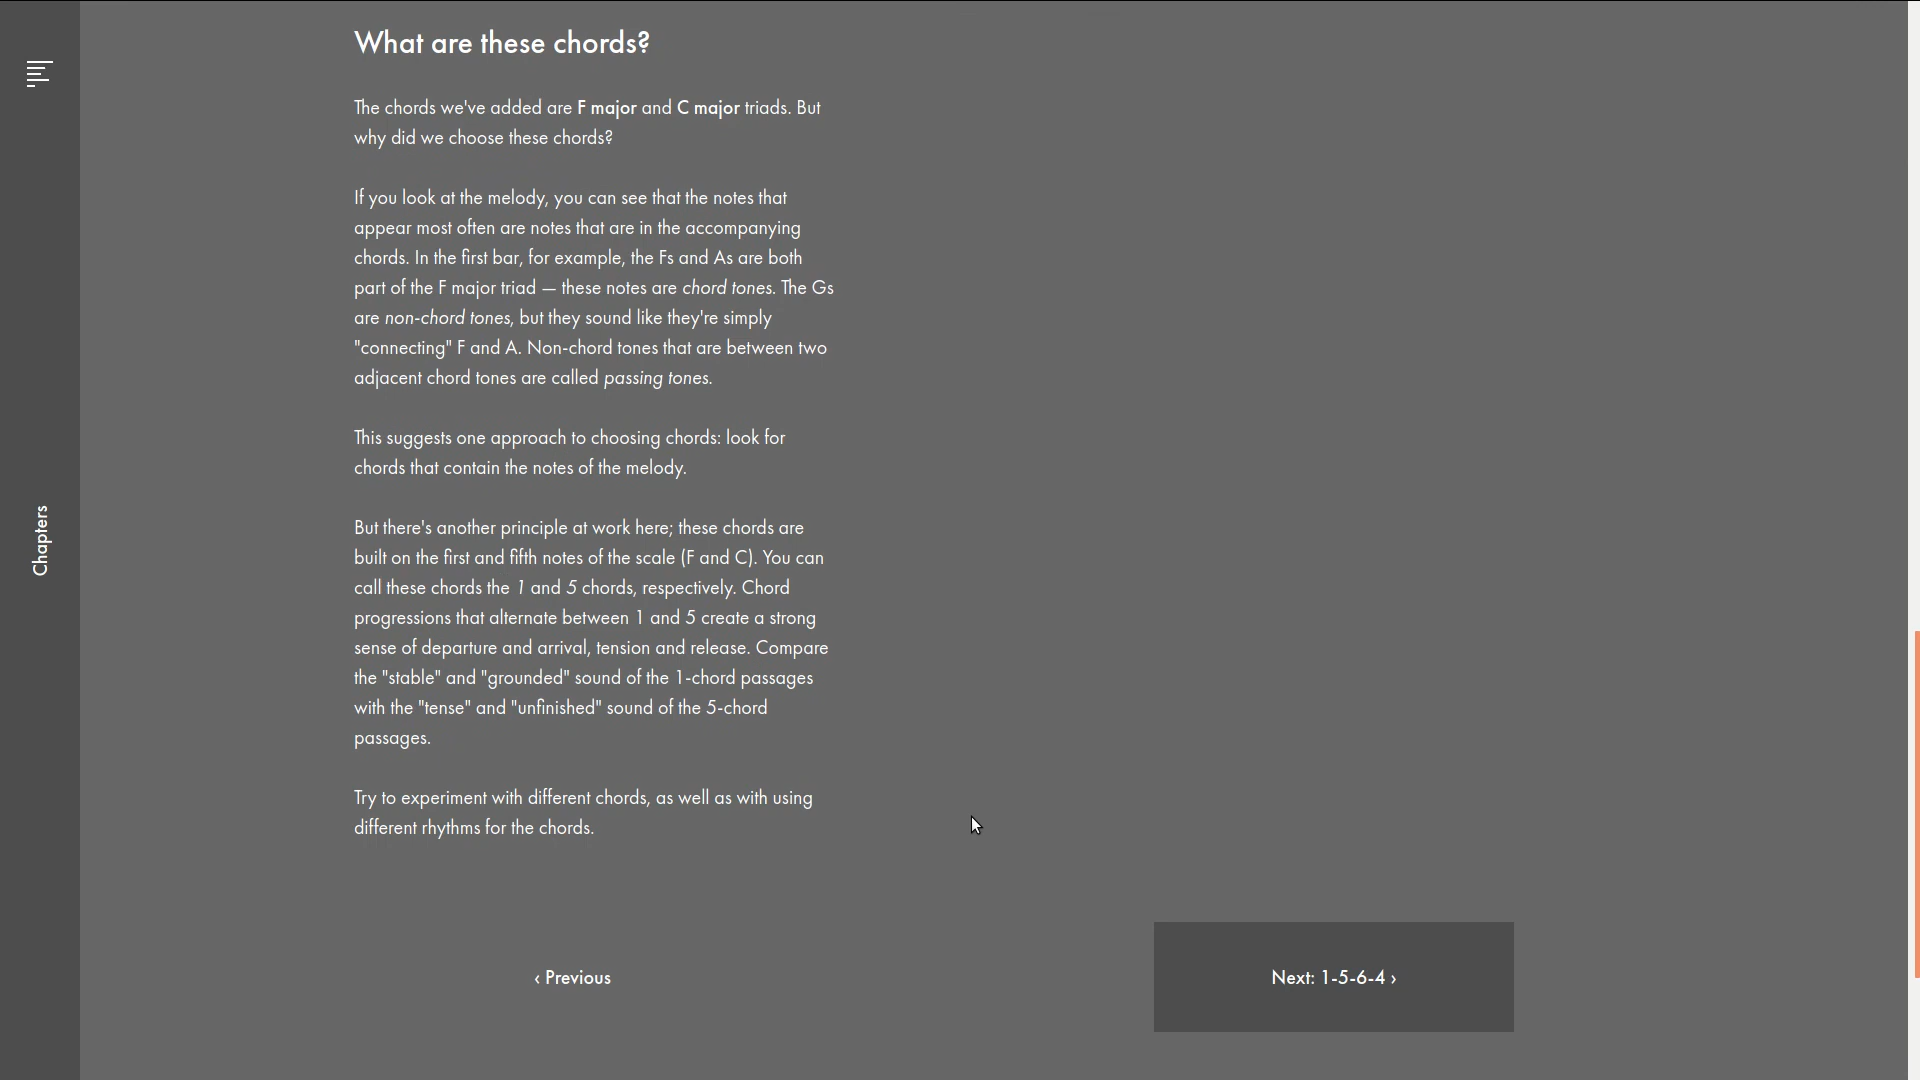 What are these chords?
The chords we've added are F major and C major triads. But
why did we choose these chords?
If you look at the melody, you can see that the notes that
appear most often are notes that are in the accompanying
chords. In the first bar, for example, the Fs and As are both
part of the F major triad — these notes are chord tones. The Gs
are non-chord tones, but they sound like they're simply
"connecting" F and A. Non-chord tones that are between two
adjacent chord tones are called passing tones.
This suggests one approach to choosing chords: look for
chords that contain the notes of the melody.
Chapters
But there's another principle at work here; these chords are
built on the first and fifth notes of the scale (F and C). You can
call these chords the 1 and 5 chords, respectively. Chord
progressions that alternate between 1 and 5 create a strong
sense of departure and arrival, tension and release. Compare
the "stable" and "grounded" sound of the 1-chord passages
with the "tense" and "unfinished" sound of the 5-chord
passages.
Try to experiment with different chords, as well as with using
different rhythms for the chords.
‹ Previous
Next: 1-5-6-4 ›